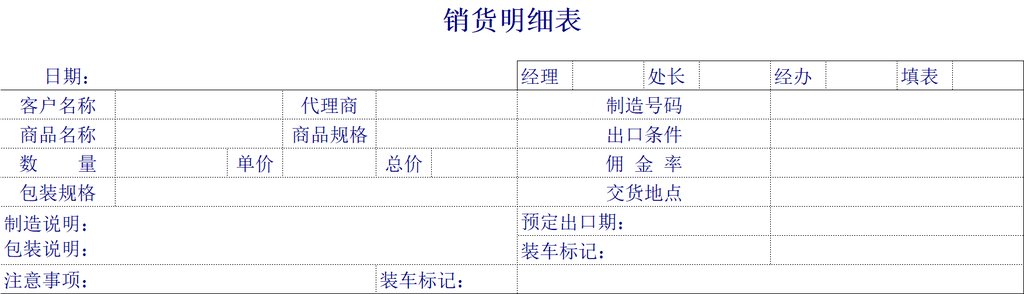 销货明细表
日期： 经理 处长 经办 填表
客户名称 代理商 制造号码
商品名称 商品规格 出口条件
数 量 单价 总价 佣 金 率
包装规格 交货地点
制造说明： 预定出口期：
包装说明： 装车标记：
注意事项： 装车标记：